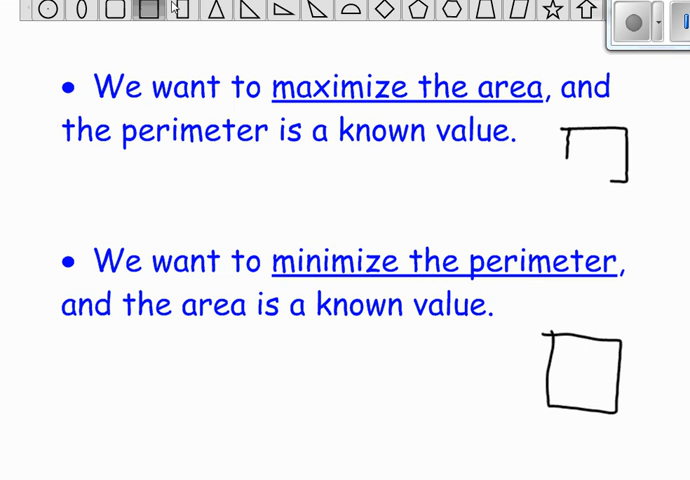 • We want to maximize the area, and
the perimeter is a known value.
• We want to minimize the perimeter,
and the area is a known value.